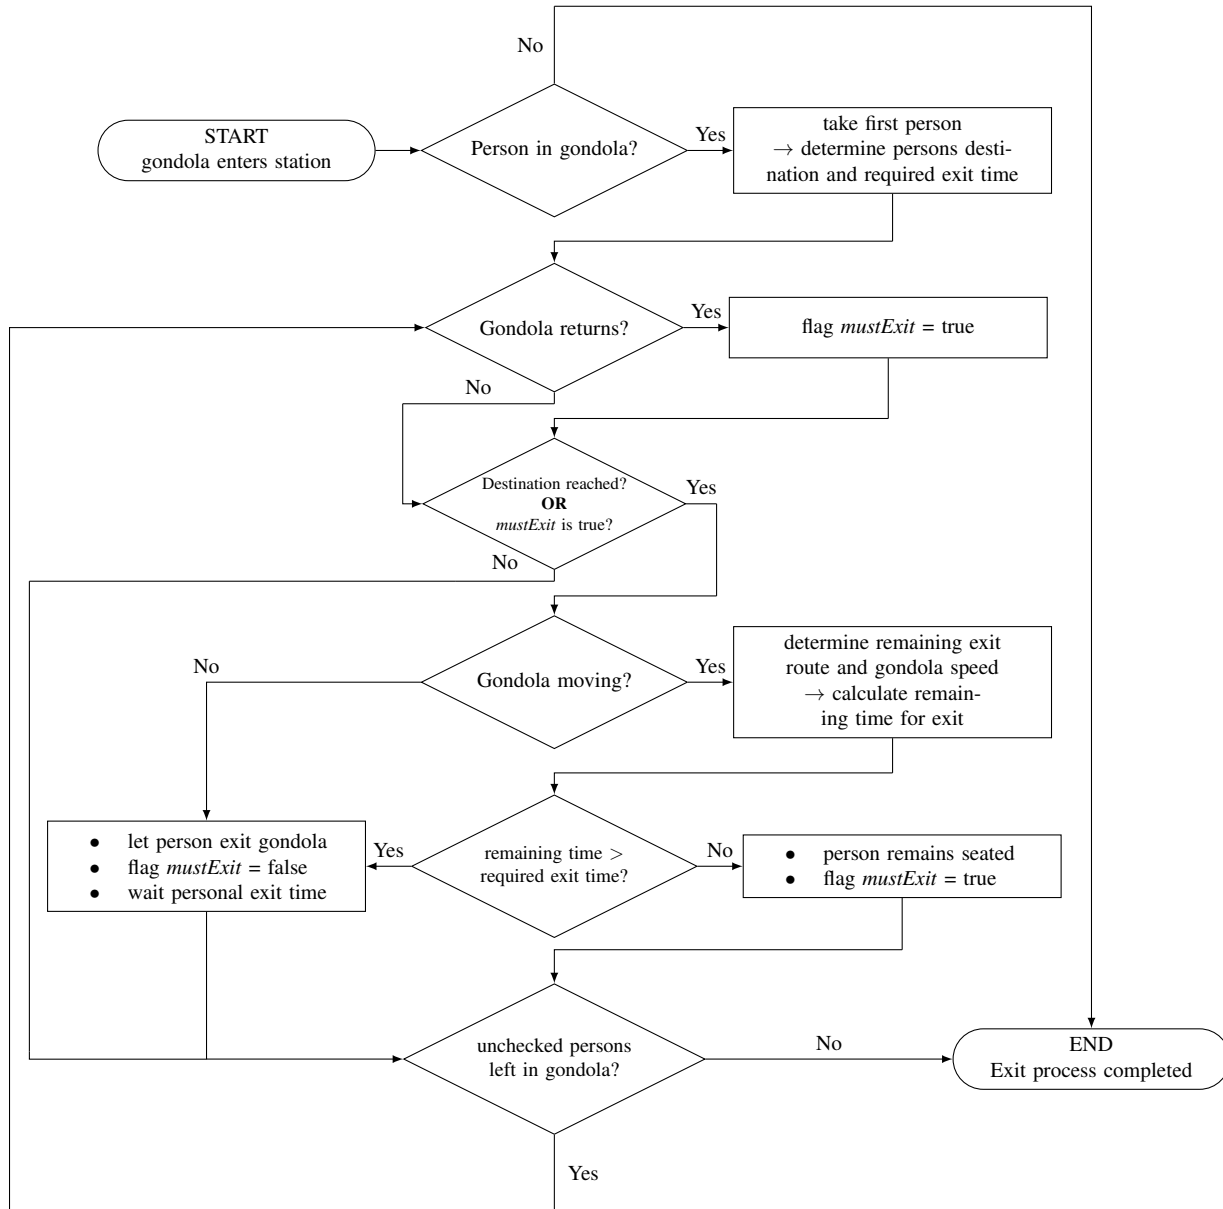 No
START
gondola enters station
Person in gondola?
Yes
take first person
→ determine persons desti-
nation and required exit time
Gondola returns?
Yes
flag mustExit = true
No
Destination reached?
OR
mustExit is true?
Yes
No
No
Gondola moving?
Yes
determine remaining exit
route and gondola speed
→ calculate remain-
ing time for exit
● let person exit gondola
● flag mustExit = false
● wait personal exit time
Yes
remaining time >
required exit time?
No
● person remains seated
● flag mustExit = true
unchecked persons
left in gondola?
No
END
Exit process completed
Yes